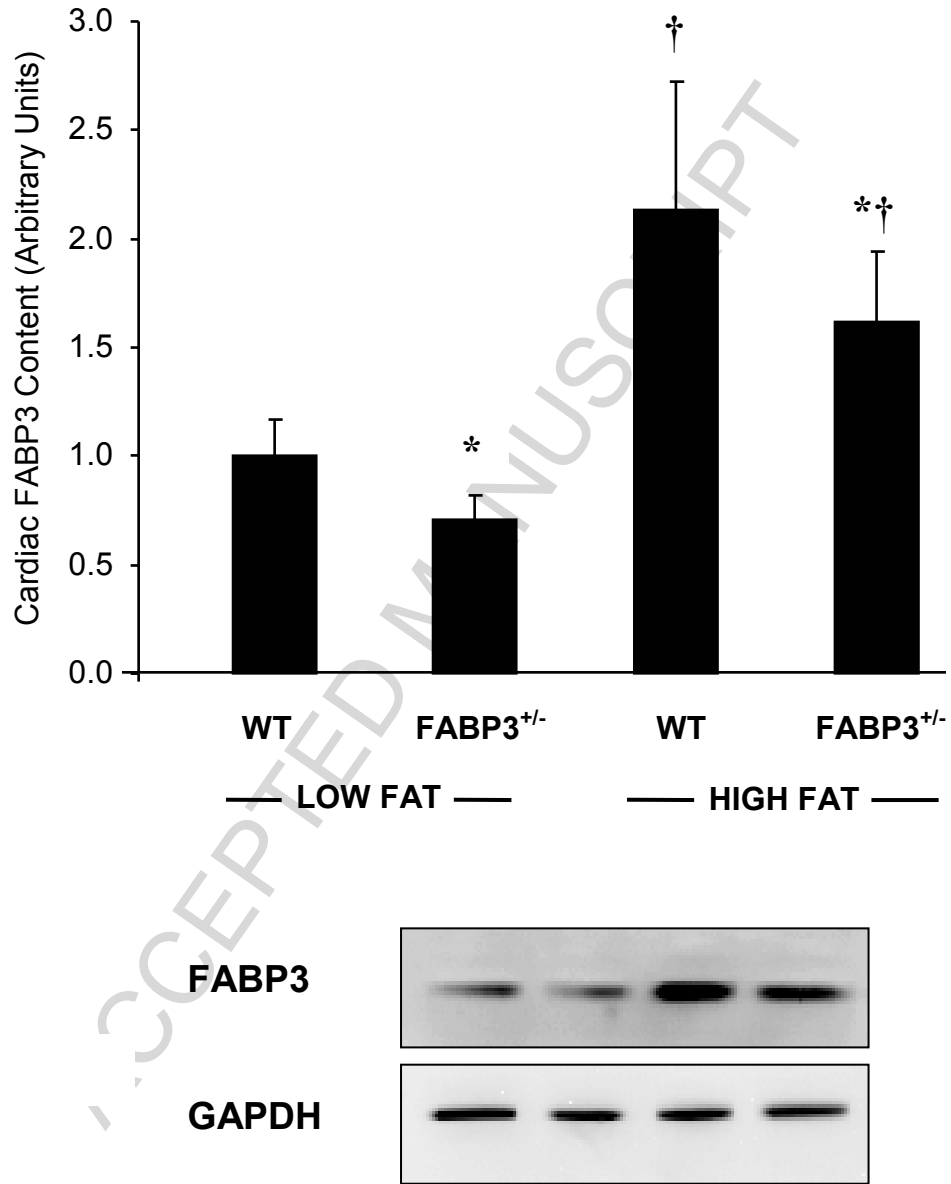 Cardiac FABP3 Content (Arbitrary Units)
3.0
2.5
2.0
1.5
1.0
0.5
0.0
†
*†
*
WT FABP3+/- WT FABP3+/-
LOW FAT HIGH FAT
FABP3
GAPDH
ACCEPTED MANUSCRIPT